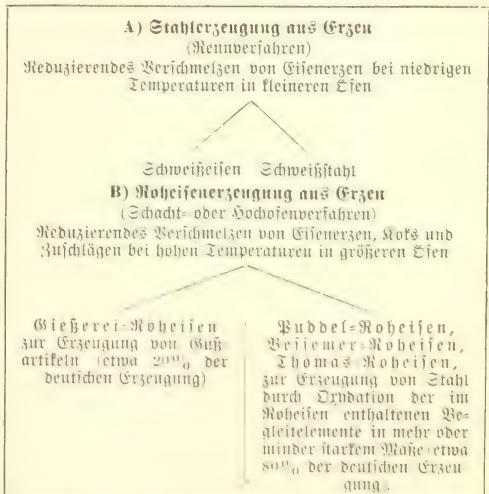 A) Stahlerzeugung aus Erzen
(Rennverfahren)
Reduzierendes Verschmelzen von Eisenerzen bei niedrigen
Temperaturen in kleineren Öfen
Schweißeisen Schweißstahl
B) Roheisenerzeugung aus Erzen
(Schacht- oder Hochofenverfahren)
Reduzierendes Verschmelzen von Eisenerzen, Koks und
Zuschlägen bei hohen Temperaturen in größeren Öfen
Gießerei-Roheisen
zur Erzeugung von Guß
artikeln (etwa 20% der
deutschen Erzeugung)
Puddel-Roheisen,
Bessemer-Roheisen,
Thomas-Roheisen,
zur Erzeugung von Stahl
durch Oxydation der im
Roheisen enthaltenen Be-
gleitelemente in mehr oder
minder starkem Maße (etwa
80% der deutschen Erzeu
gung).